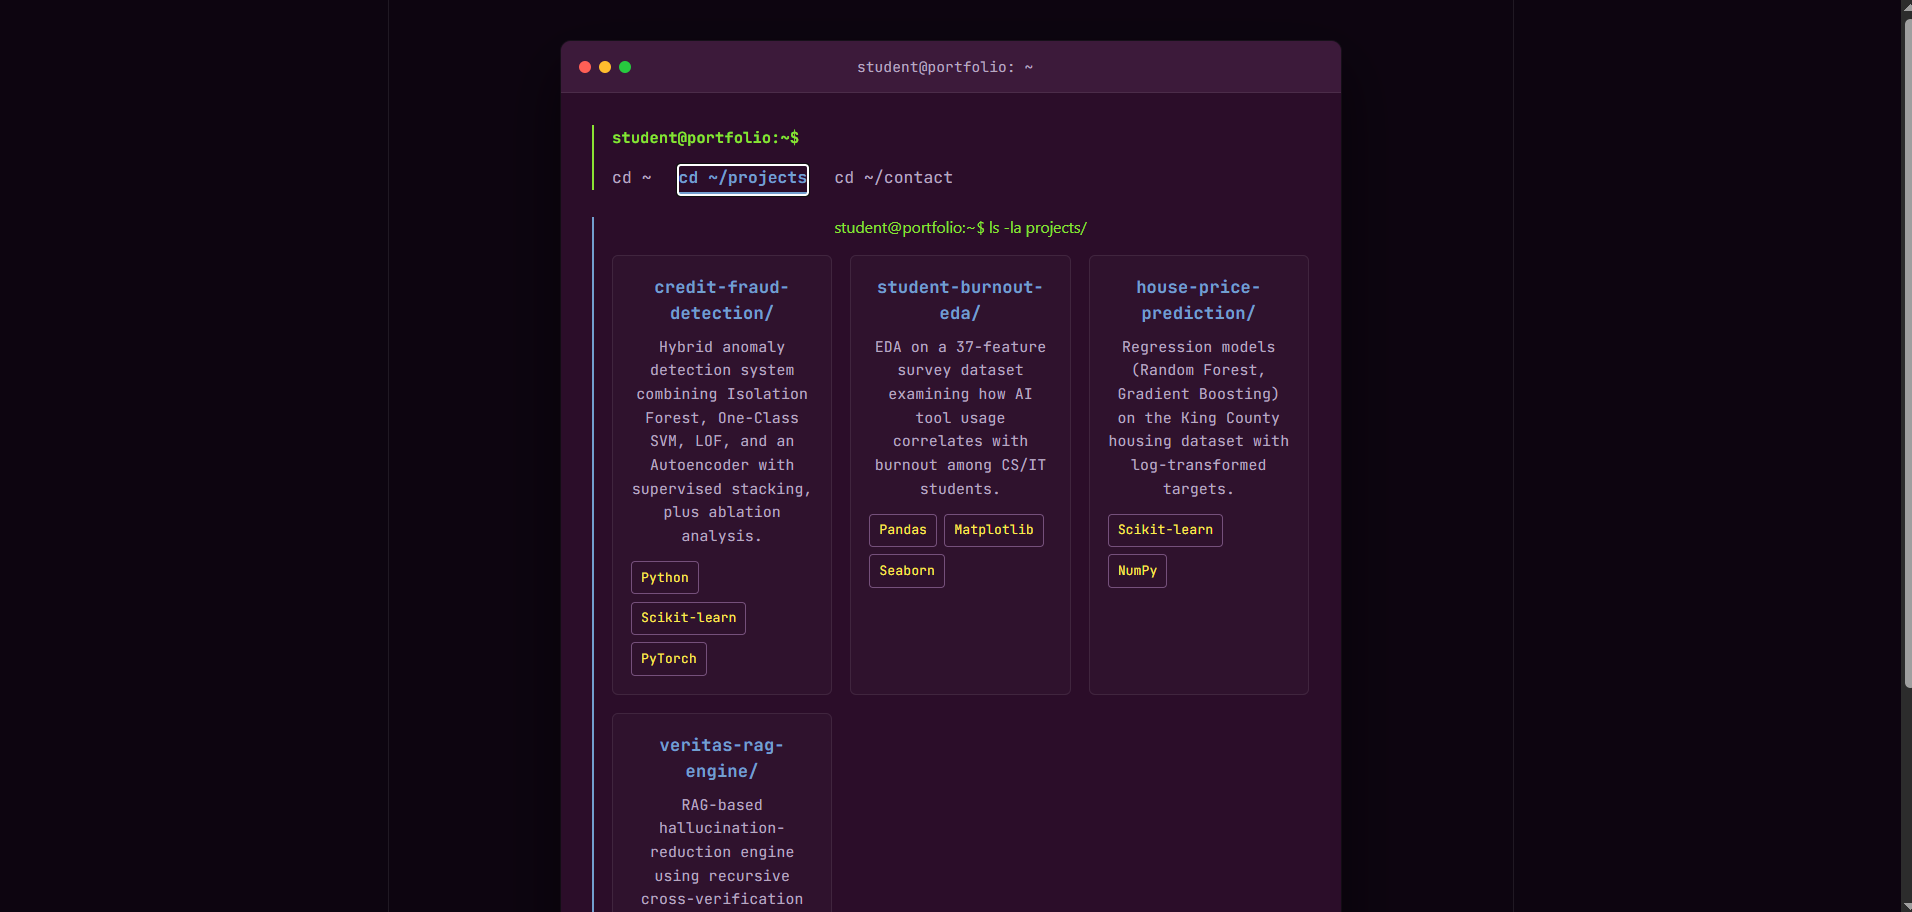 student@portfolio: ~
student@portfolio:~$
cd ~ cd ~/projects cd ~/contact
student@portfolio:~$ ls -la projects/
credit-fraud-
detection/
Hybrid anomaly
detection system
combining Isolation
Forest, One-Class
SVM, LOF, and an
Autoencoder with
supervised stacking,
plus ablation
analysis.
Python
Scikit-learn
PyTorch
student-burnout-
eda/
EDA on a 37-feature
survey dataset
examining how AI
tool usage
correlates with
burnout among CS/IT
students.
Pandas Matplotlib
Seaborn
house-price-
prediction/
Regression models
(Random Forest,
Gradient Boosting)
on the King County
housing dataset with
log-transformed
targets.
Scikit-learn
NumPy
veritas-rag-
engine/
RAG-based
hallucination-
reduction engine
using recursive
cross-verification